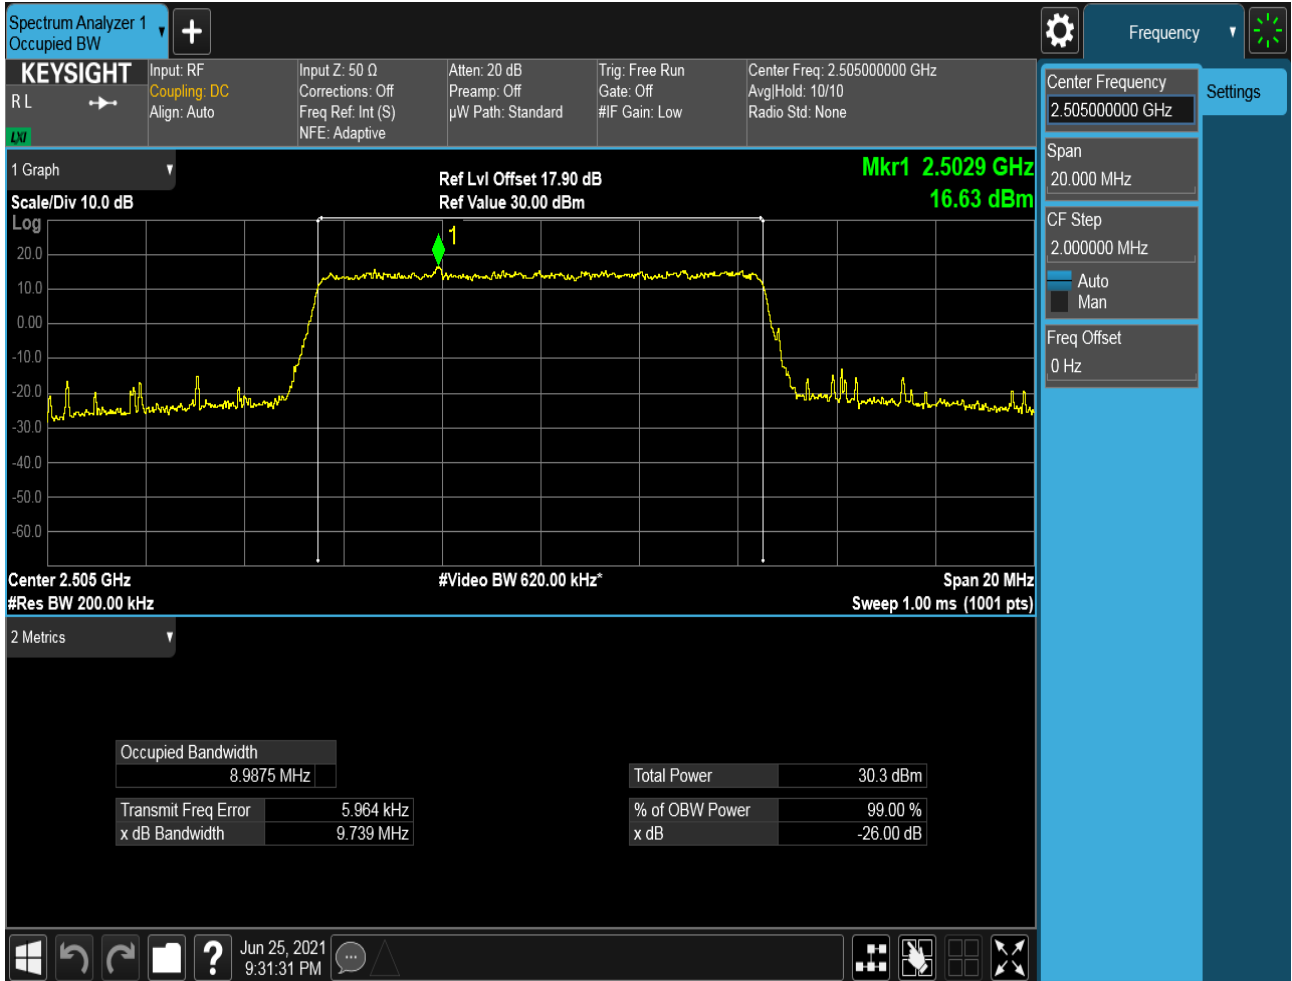 Spectrum Analyzer 1
Occupied BW
+
Frequency
KEYSIGHT
R L
LXI
Input: RF
Coupling: DC
Align: Auto
Input Z: 50 Ω
Corrections: Off
Freq Ref: Int (S)
NFE: Adaptive
Atten: 20 dB
Preamp: Off
µW Path: Standard
Trig: Free Run
Gate: Off
#IF Gain: Low
Center Freq: 2.505000000 GHz
Avg|Hold: 10/10
Radio Std: None
Center Frequency
2.505000000 GHz
Settings
Span
20.000 MHz
CF Step
2.000000 MHz
Auto
Man
Freq Offset
0 Hz
1 Graph
Scale/Div 10.0 dB
Ref Lvl Offset 17.90 dB
Ref Value 30.00 dBm
Mkr1 2.5029 GHz
16.63 dBm
Log
1
20.0
10.0
0.00
-10.0
-20.0
-30.0
-40.0
-50.0
-60.0
Center 2.505 GHz
#Video BW 620.00 kHz*
Span 20 MHz
#Res BW 200.00 kHz
Sweep 1.00 ms (1001 pts)
2 Metrics
Occupied Bandwidth
8.9875 MHz
Total Power 30.3 dBm
Transmit Freq Error 5.964 kHz
% of OBW Power 99.00 %
x dB Bandwidth 9.739 MHz
x dB -26.00 dB
?
Jun 25, 2021
9:31:31 PM